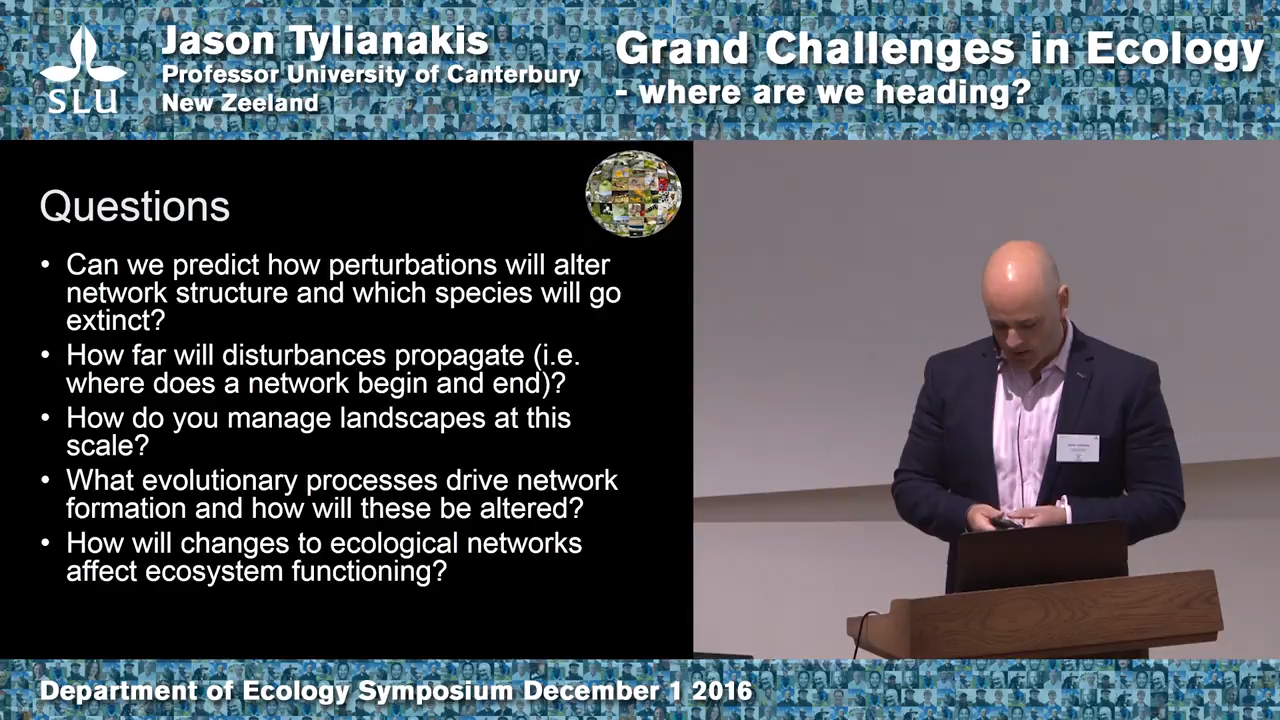 SLU
Jason Tylianakis
Professor University of Canterbury
New Zeeland
Grand Challenges in Ecology
- where are we heading?
Questions
• Can we predict how perturbations will alter
network structure and which species will go
extinct?
• How far will disturbances propagate (i.e.
where does a network begin and end)?
• How do you manage landscapes at this
scale?
• What evolutionary processes drive network
formation and how will these be altered?
• How will changes to ecological networks
affect ecosystem functioning?
Department of Ecology Symposium December 1 2016